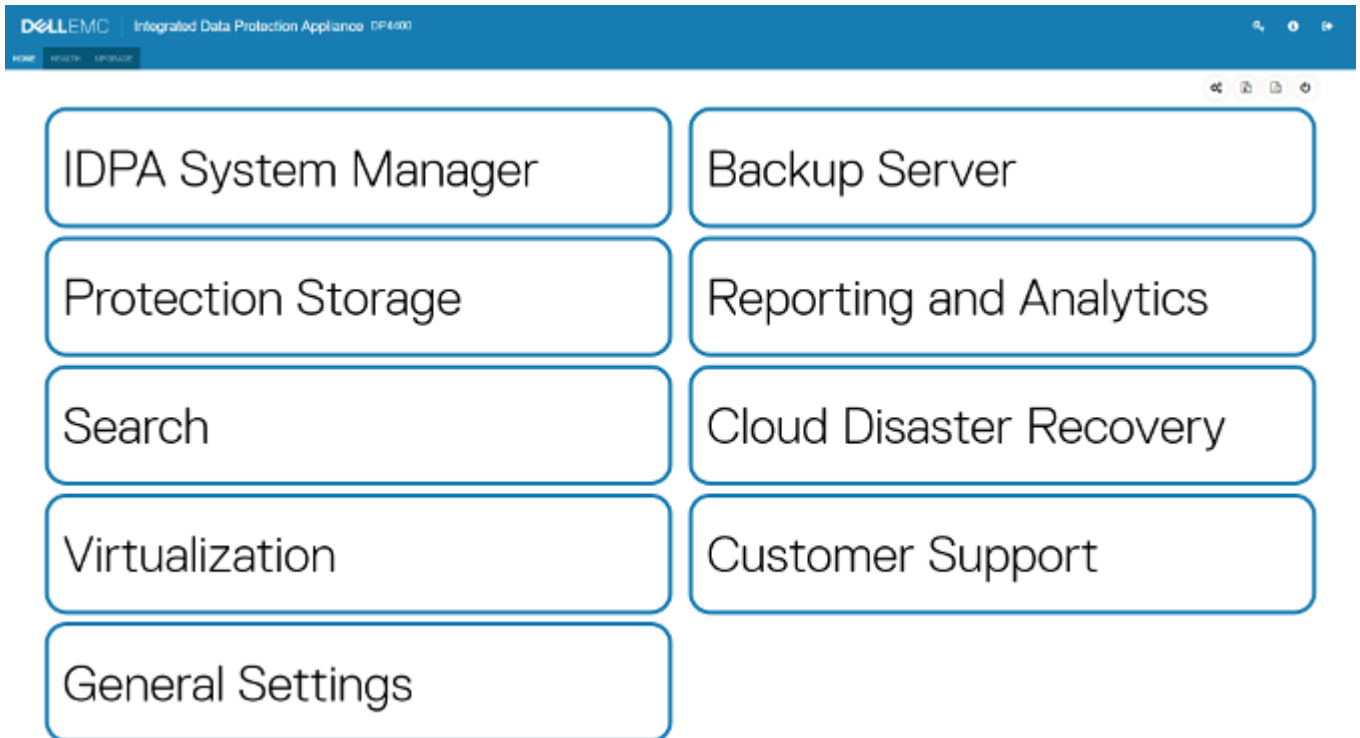 DELLEMC Integrated Data Protection Appliance DP4400
HOME HEALTH UPGRADE
IDPA System Manager
Backup Server
Protection Storage
Reporting and Analytics
Search
Cloud Disaster Recovery
Virtualization
Customer Support
General Settings